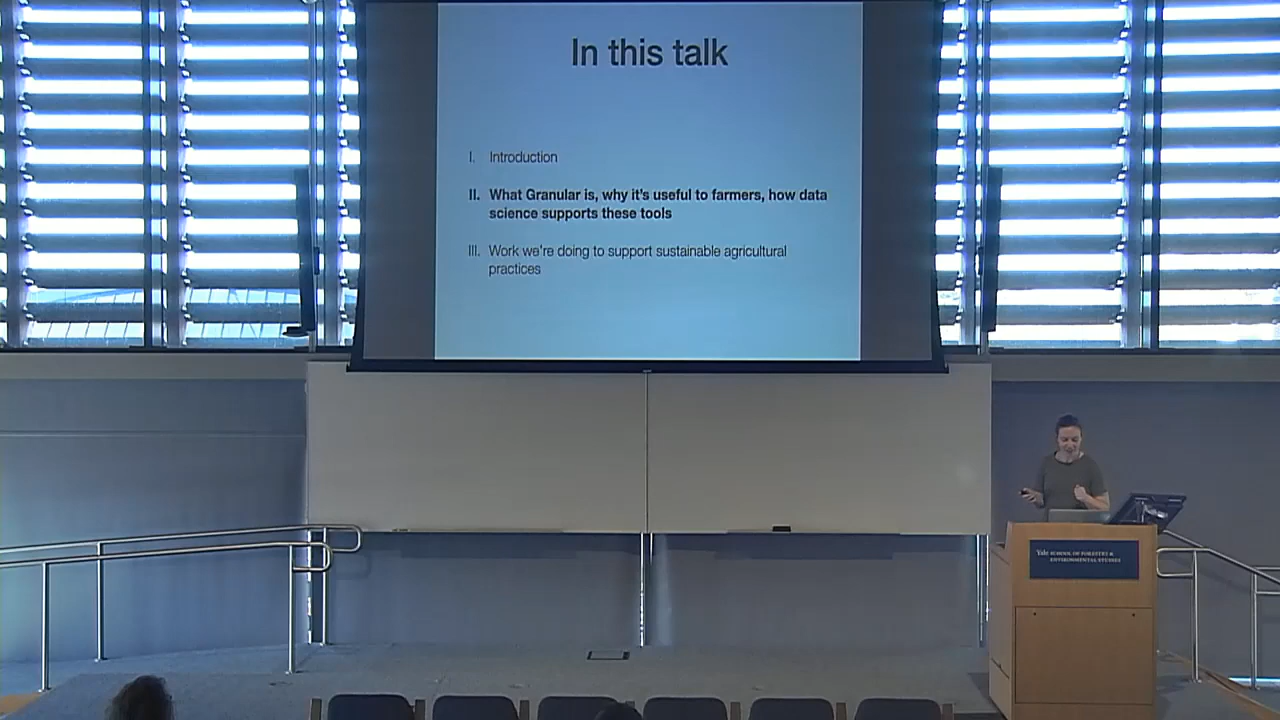 In this talk
I. Introduction
II. What Granular is, why it's useful to farmers, how data
science supports these tools
III. Work we're doing to support sustainable agricultural
practices
Yale SCHOOL OF FORESTRY &
ENVIRONMENTAL STUDIES